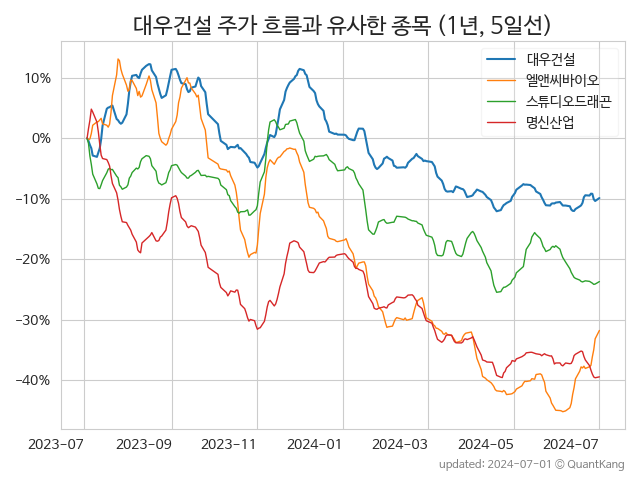 대우건설 주가 흐름과 유사한 종목 (1년, 5일선)
대우건설
엘앤씨바이오
스튜디오드래곤
명신산업
10%
0%
−10%
−20%
−30%
−40%
2023-07 2023-09 2023-11 2024-01 2024-03 2024-05 2024-07
updated: 2024-07-01 © QuantKang